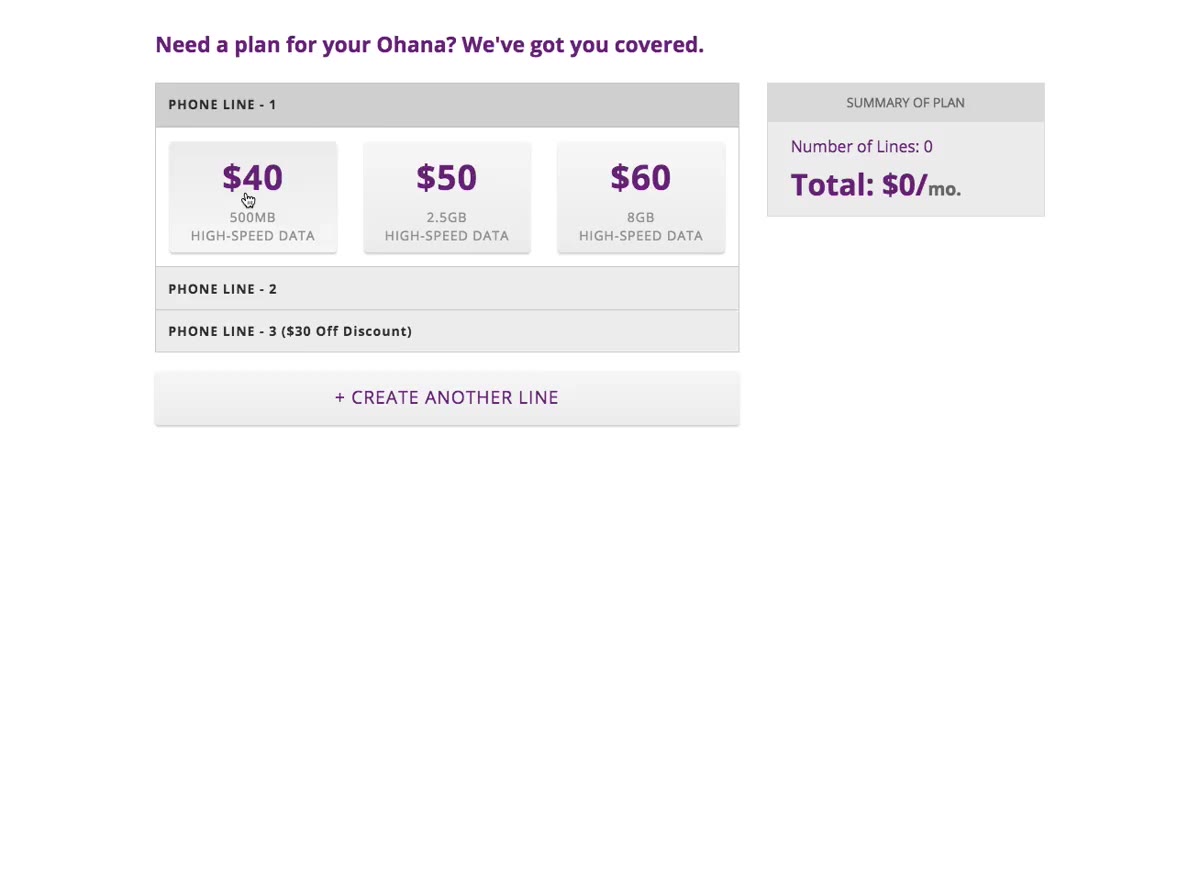 Need a plan for your Ohana? We've got you covered.
PHONE LINE - 1
$40
500MB
HIGH-SPEED DATA
$50
2.5GB
HIGH-SPEED DATA
$60
8GB
HIGH-SPEED DATA
PHONE LINE - 2
PHONE LINE - 3 ($30 Off Discount)
+ CREATE ANOTHER LINE
SUMMARY OF PLAN
Number of Lines: 0
Total: $0/mo.